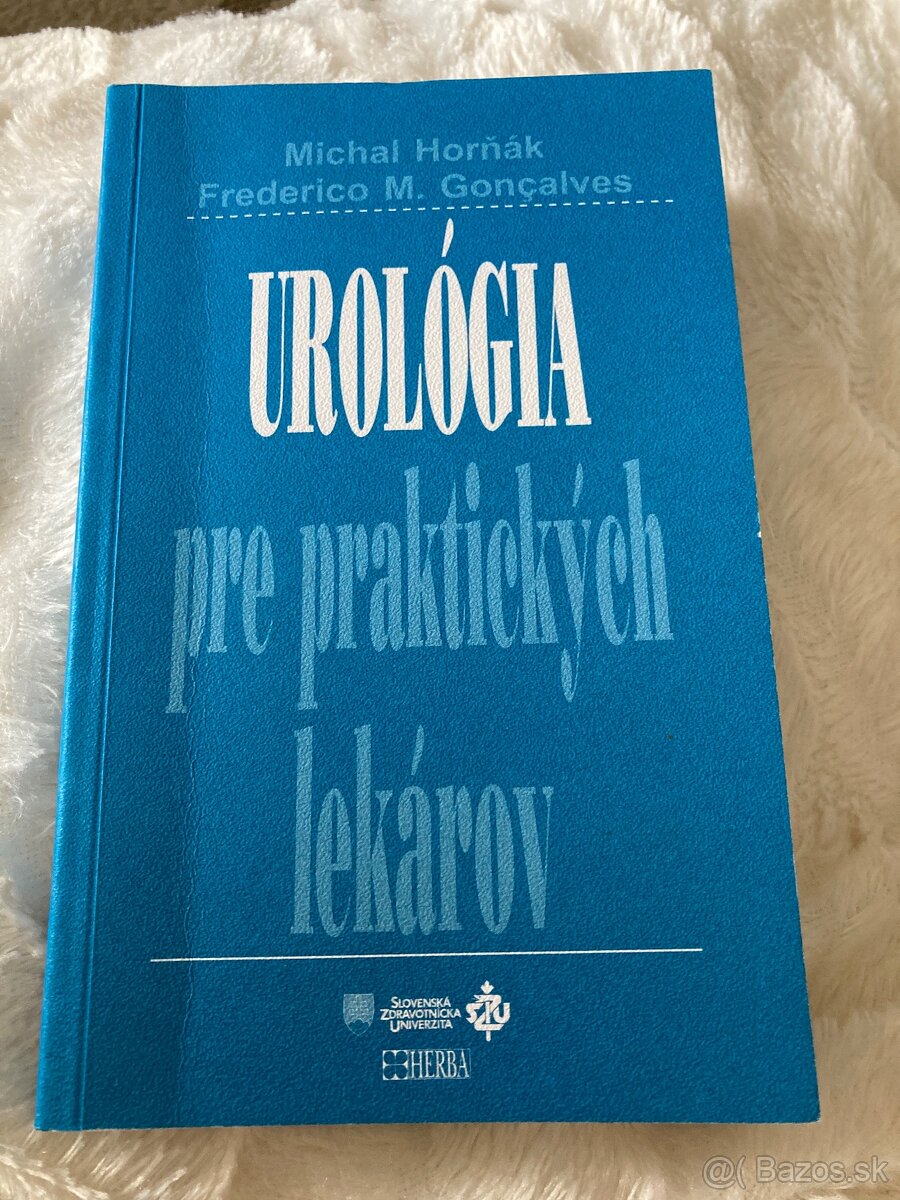 Michal Horňák
Frederico M. Gonçalves
UROLÓGIA
pre praktických
lekárov
SLOVENSKÁ
ZDRAVOTNÍCKA
UNIVERZITA
SZU
HERBA
@( Bazos.sk